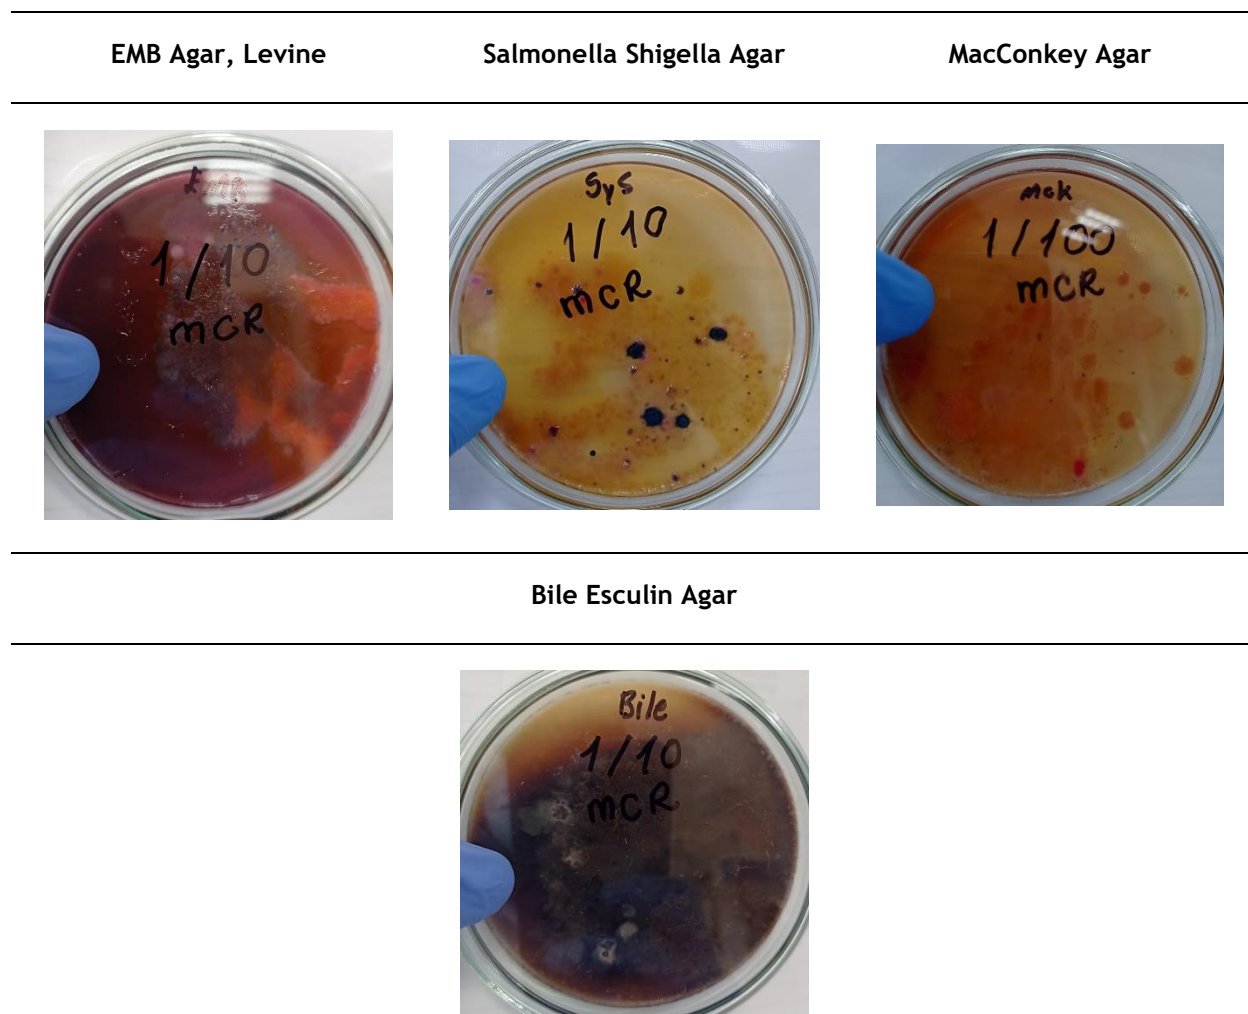 EMB Agar, Levine
Salmonella Shigella Agar
MacConkey Agar
EMB
1/10
mCR
SyS
1/10
mCR
mck
1/100
mCR
Bile Esculin Agar
Bile
1/10
mCR